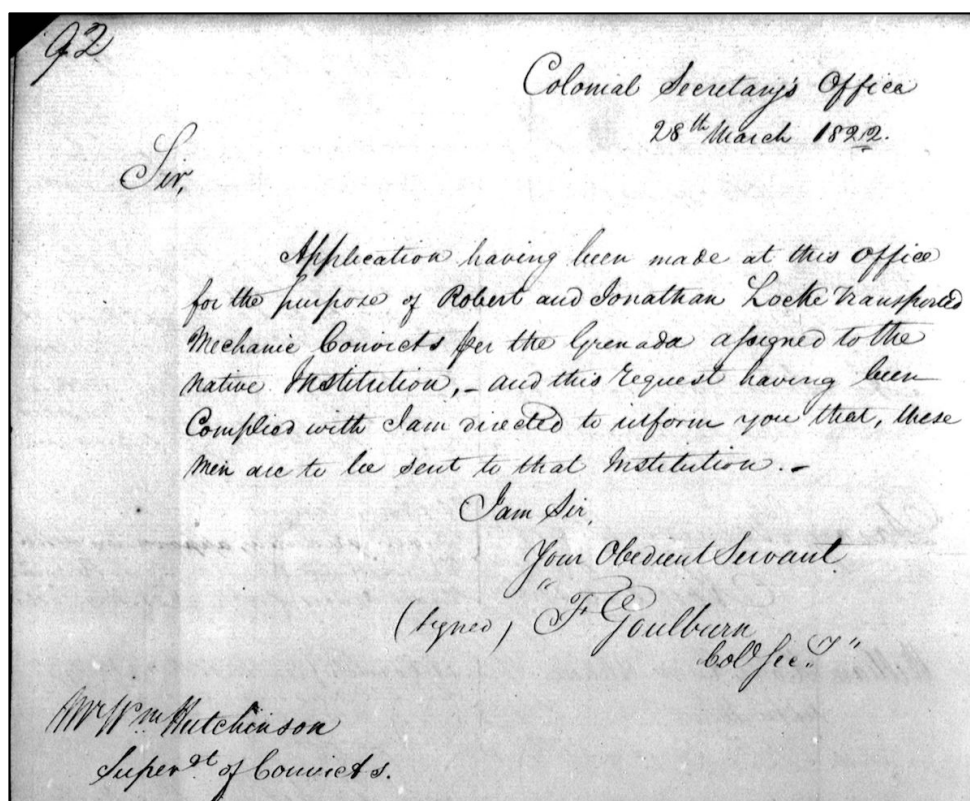 92
Colonial Secretary's Office
28th March 1822.
Sir,
Application having been made at this Office
for the purpose of Robert and Jonathan Locke transported
Mechanic Convicts per the Grenada assigned to the
Native Institution,- and this request having been
Complied with I am directed to inform you that, these
Men are to be sent to that Institution.-
I am Sir,
Your Obedient Servant
(signed) "F Goulburn
Col. Secry"
Mr Wm Hutchinson
Superdt of Convicts.